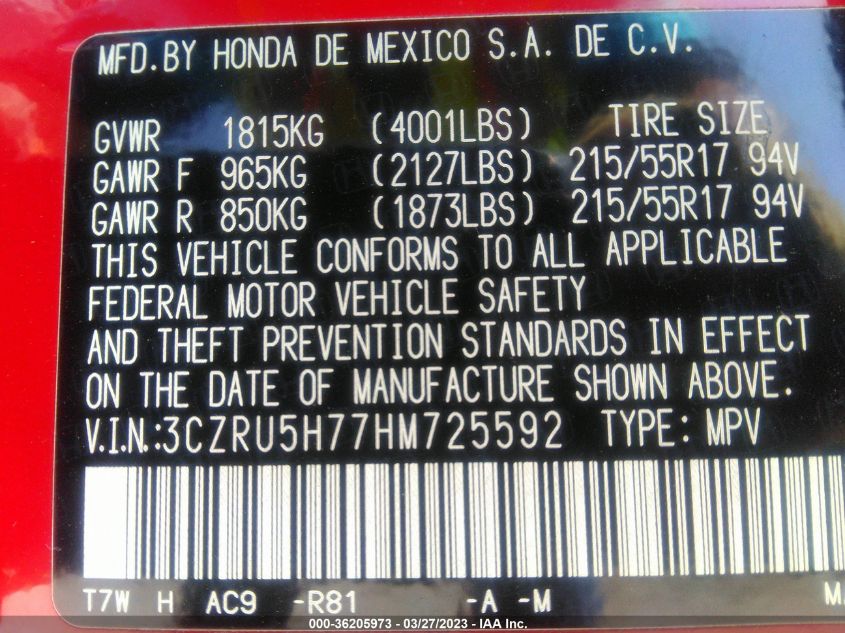 MFD.BY HONDA DE MEXICO S.A. DE C.V.
GVWR 1815KG (4001LBS) TIRE SIZE
GAWR F 965KG (2127LBS) 215/55R17 94V
GAWR R 850KG (1873LBS) 215/55R17 94V
THIS VEHICLE CONFORMS TO ALL APPLICABLE
FEDERAL MOTOR VEHICLE SAFETY
AND THEFT PREVENTION STANDARDS IN EFFECT
ON THE DATE OF MANUFACTURE SHOWN ABOVE.
V.I.N.:3CZRU5H77HM725592 TYPE: MPV
T7W H AC9 -R81 -A -M
000-36205973 - 03/27/2023 - IAA Inc.